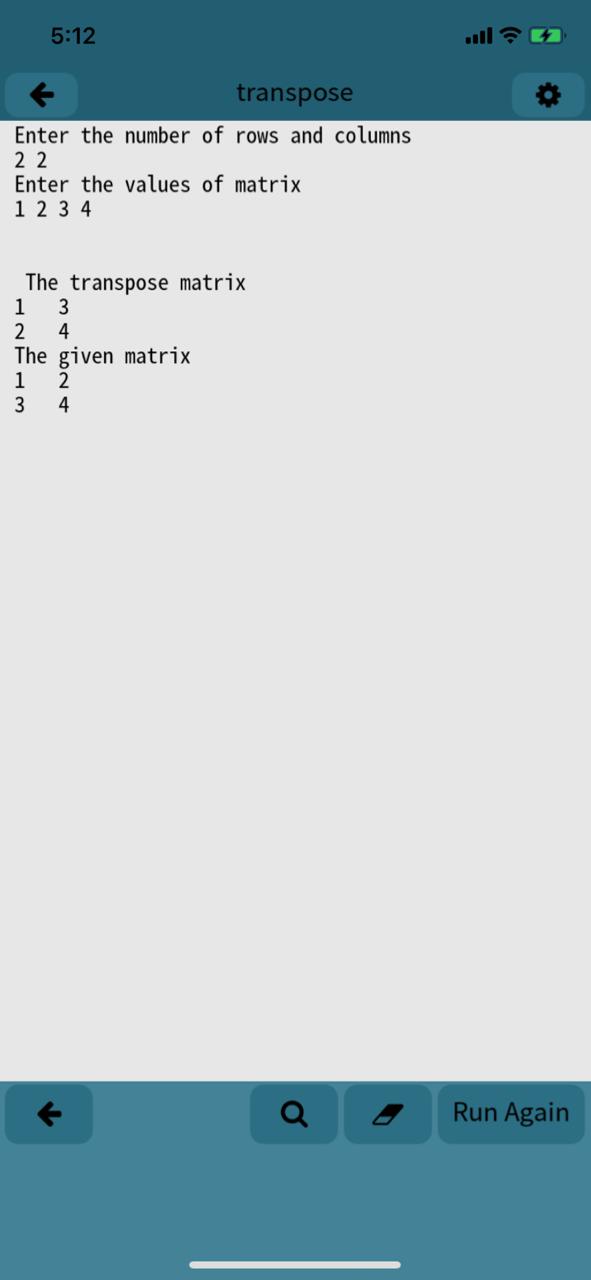 5:12
transpose
Enter the number of rows and columns
2 2
Enter the values of matrix
1 2 3 4
The transpose matrix
1 3
2 4
The given matrix
1 2
3 4
Run Again